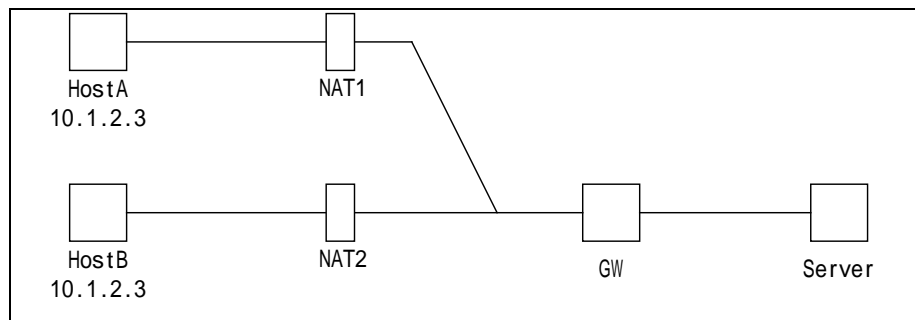 HostA
10.1.2.3
NAT1
HostB
10.1.2.3
NAT2
GW
Server